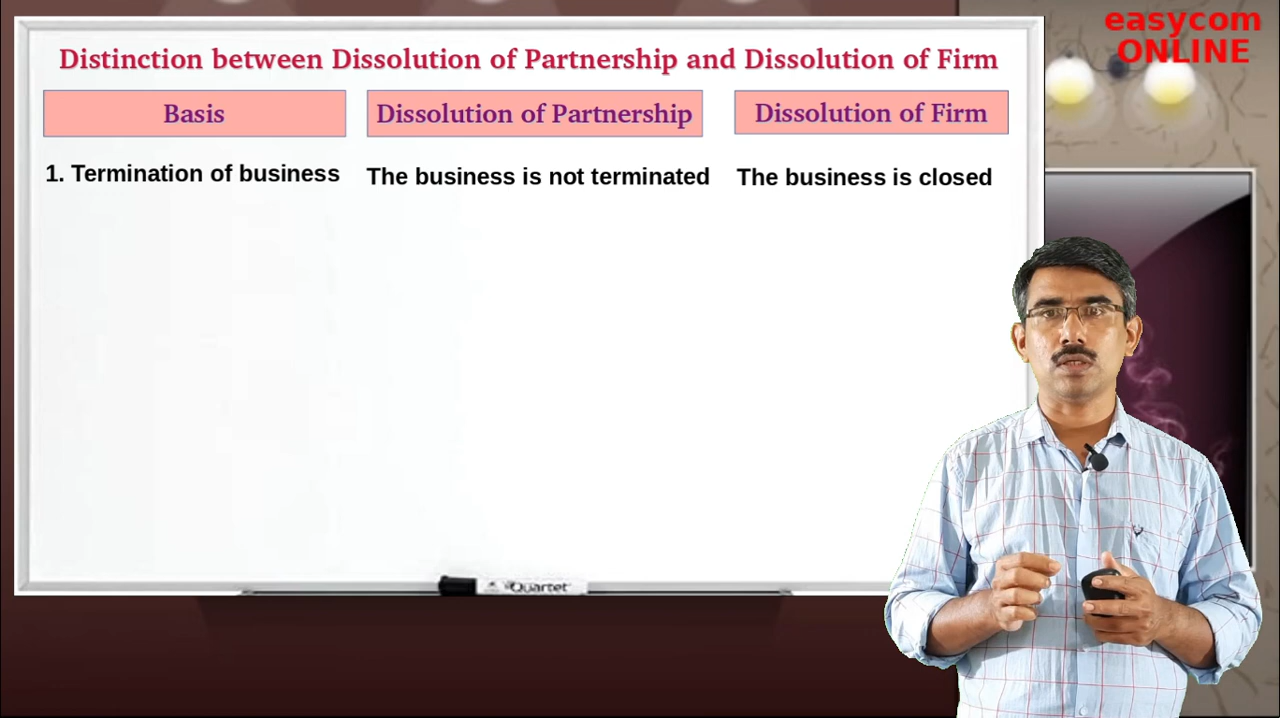 easycom
ONLINE
Distinction between Dissolution of Partnership and Dissolution of Firm
Basis
Dissolution of Partnership
Dissolution of Firm
1. Termination of business
The business is not terminated
The business is closed
Quartet